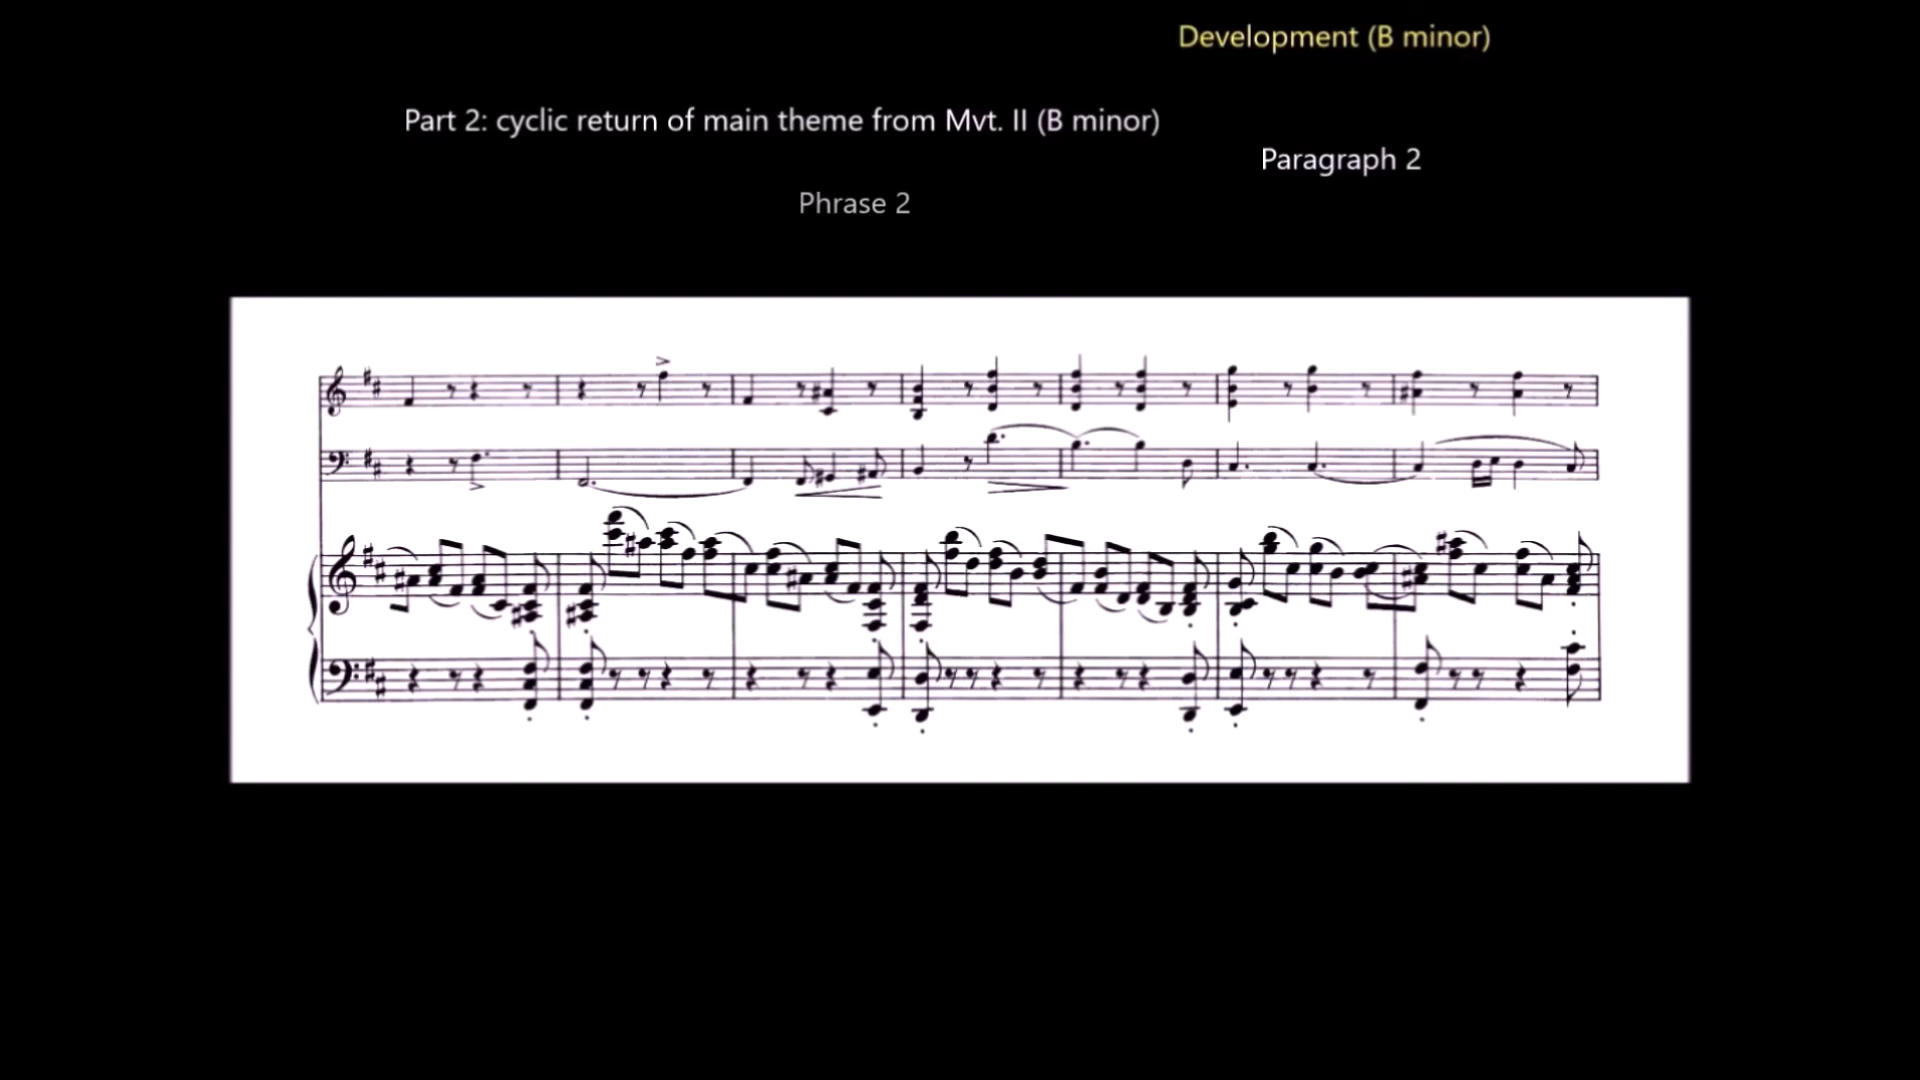 Development (B minor)
Part 2: cyclic return of main theme from Mvt. II (B minor)
Paragraph 2
Phrase 2